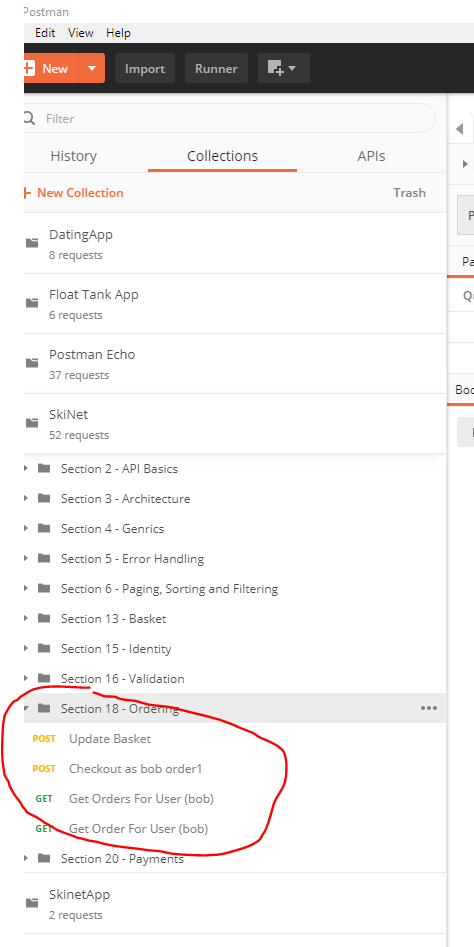 Postman
Edit View Help
New Import Runner
Filter
History Collections APIs
New Collection Trash
DatingApp
8 requests
Float Tank App
6 requests
Postman Echo
37 requests
SkiNet
52 requests
Section 2 - API Basics
Section 3 - Architecture
Section 4 - Genrics
Section 5 - Error Handling
Section 6 - Paging, Sorting and Filtering
Section 13 - Basket
Section 15 - Identity
Section 16 - Validation
Section 18 - Ordering
POST Update Basket
POST Checkout as bob order1
GET Get Orders For User (bob)
GET Get Order For User (bob)
Section 20 - Payments
SkinetApp
2 requests